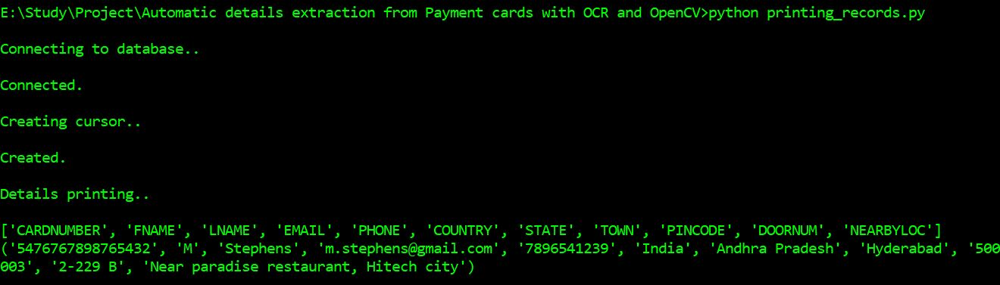 E:\Study\Project\Automatic details extraction from Payment cards with OCR and OpenCV>python printing_records.py
Connecting to database..
Connected.
Creating cursor..
Created.
Details printing..
['CARDNUMBER', 'FNAME', 'LNAME', 'EMAIL', 'PHONE', 'COUNTRY', 'STATE', 'TOWN', 'PINCODE', 'DOORNUM', 'NEARBYLOC']
('5476767898765432', 'M', 'Stephens', 'm.stephens@gmail.com', '7896541239', 'India', 'Andhra Pradesh', 'Hyderabad', '500
003', '2-229 B', 'Near paradise restaurant, Hitech city')